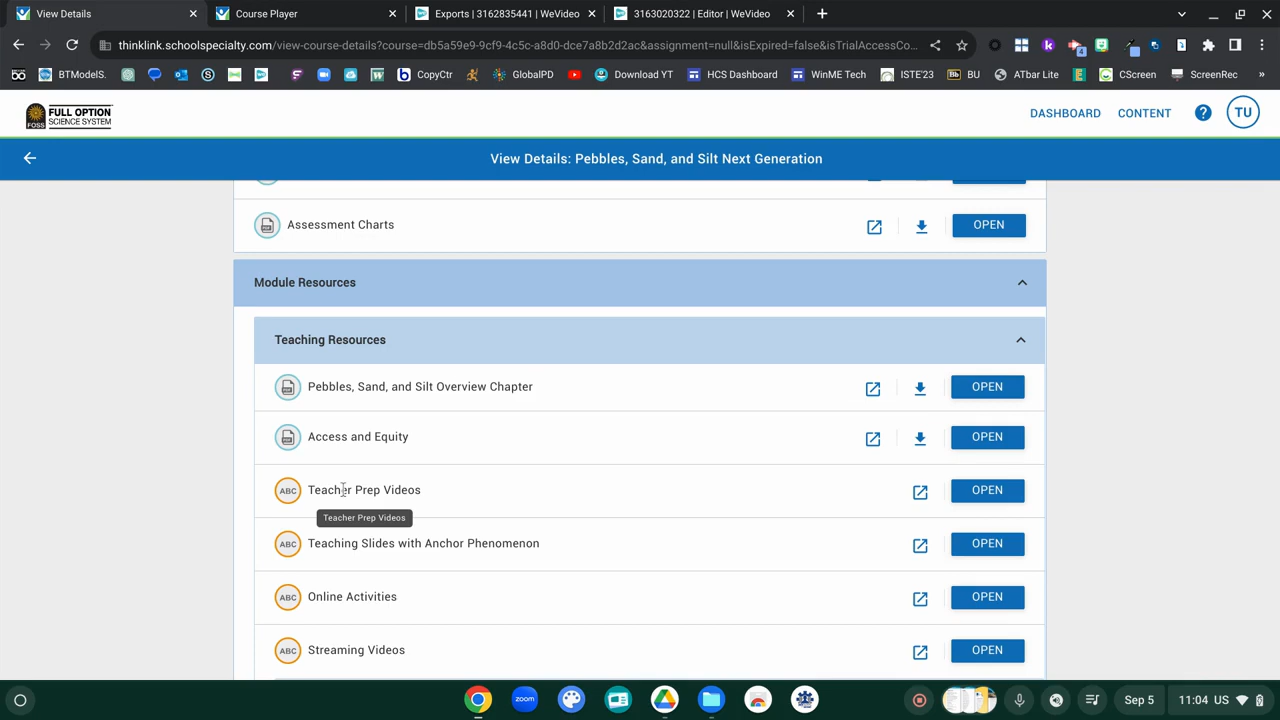 View Details
Course Player
Exports | 3162835441 | WeVideo
3163020322 | Editor | WeVideo
thinklink.schoolspecialty.com/view-course-details?course=db5a59e9-9cf9-4c5c-a8d0-dce7a8b2d2ac&assignment=null&isExpired=false&isTrialAccessCo...
BTModelS.
CopyCtr
GlobalPD
Download YT
HCS Dashboard
WinME Tech
ISTE'23
Bb BU
ATbar Lite
CScreen
ScreenRec
»
FOSS
FULL OPTION
SCIENCE SYSTEM
DASHBOARD
CONTENT
?
TU
View Details: Pebbles, Sand, and Silt Next Generation
Assessment Charts
OPEN
Module Resources
Teaching Resources
Pebbles, Sand, and Silt Overview Chapter
OPEN
Access and Equity
OPEN
ABC Teacher Prep Videos
OPEN
Teacher Prep Videos
ABC Teaching Slides with Anchor Phenomenon
OPEN
ABC Online Activities
OPEN
ABC Streaming Videos
OPEN
zoom
Sep 5
11:04 US